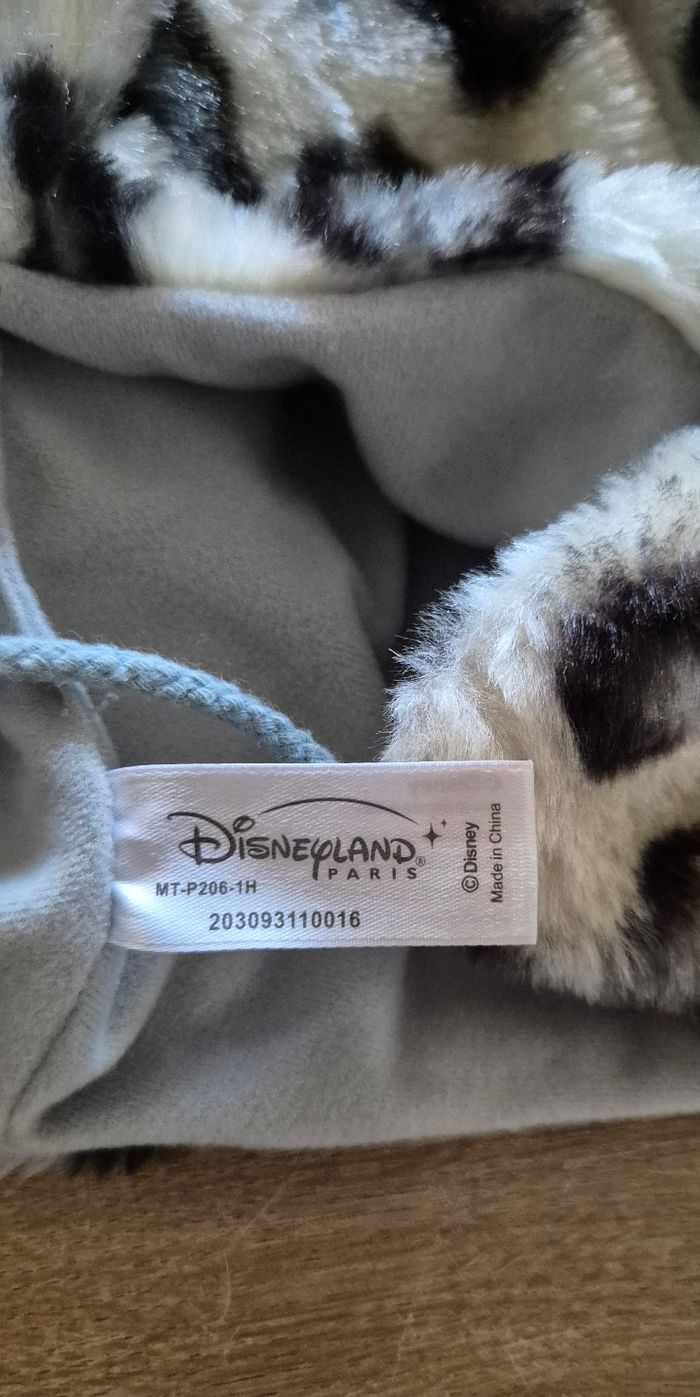 Disneyland®
PARIS
MT-P206-1H
203093110016
©Disney
Made in China